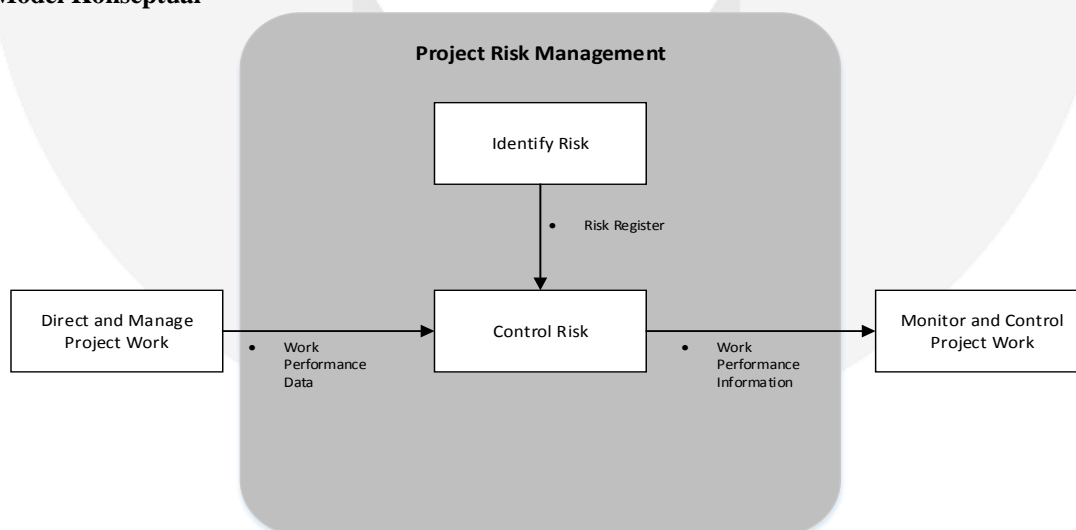 Model Konseptual
Project Risk Management
Identify Risk
• Risk Register
Direct and Manage
Project Work
Control Risk
Monitor and Control
Project Work
• Work
Performance
Data
• Work
Performance
Information